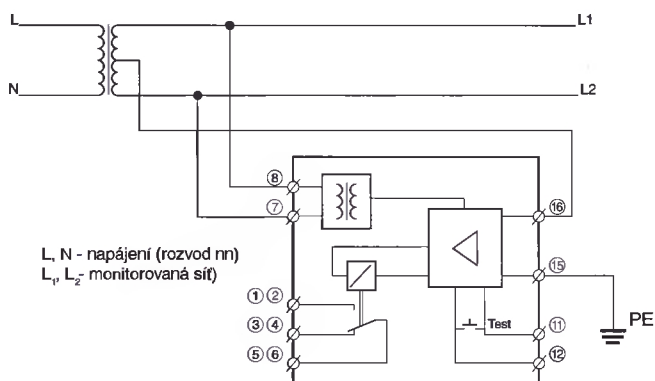 L
L1
N
L2
⑧
⑦
⑯
L, N - napájení (rozvod nn)
L₁, L₂- monitorovaná síť)
⑮
① ②
③ ④
Test
⑪
PE
⑤ ⑥
⑫